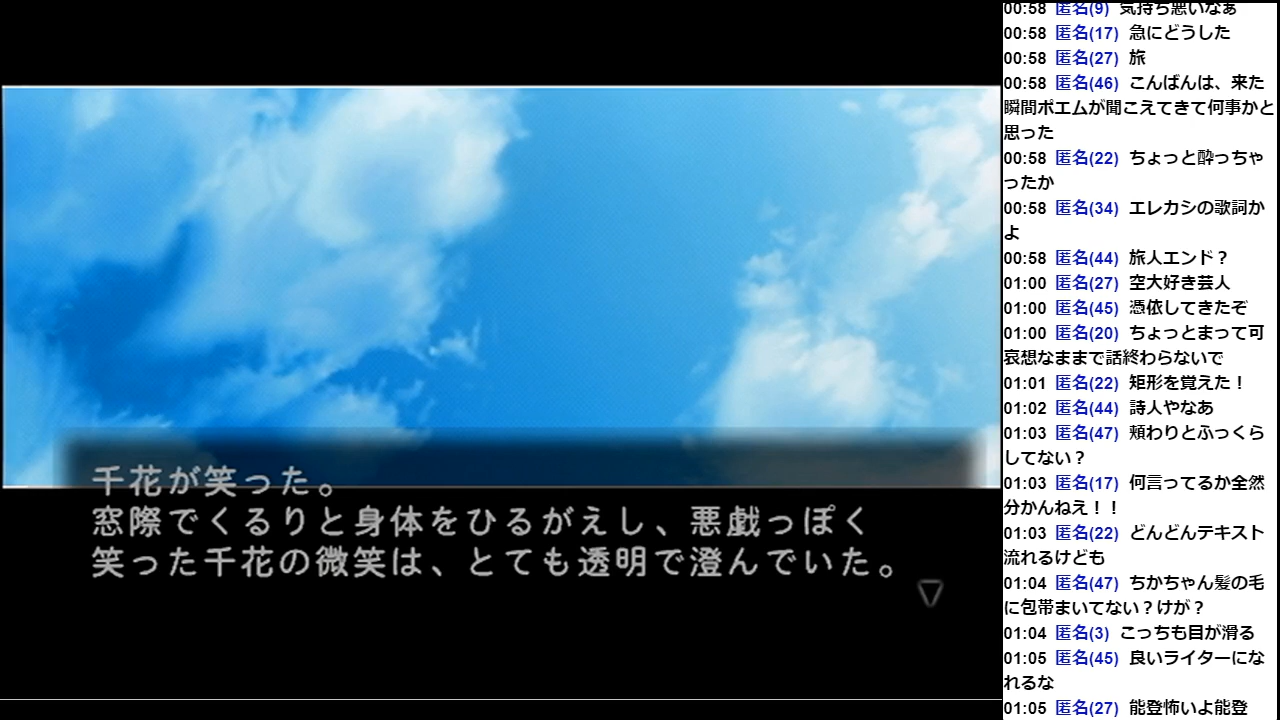 千花が笑った。
窓際でくるりと身体をひるがえし、悪戯っぽく
笑った千花の微笑は、とても透明で澄んでいた。
00:58 匿名(9) 気持ち悪いなあ
00:58 匿名(17) 急にどうした
00:58 匿名(27) 旅
00:58 匿名(46) こんばんは、来た
瞬間ポエムが聞こえてきて何事かと
思った
00:58 匿名(22) ちょっと酔っちゃ
ったか
00:58 匿名(34) エレカシの歌詞か
よ
00:58 匿名(44) 旅人エンド？
01:00 匿名(27) 空大好き芸人
01:00 匿名(45) 憑依してきたぞ
01:00 匿名(20) ちょっとまって可
哀想なままで話終わらないで
01:01 匿名(22) 矩形を覚えた！
01:02 匿名(44) 詩人やなあ
01:03 匿名(47) 頬わりとふっくら
してない？
01:03 匿名(17) 何言ってるか全然
分かんねえ！！
01:03 匿名(22) どんどんテキスト
流れるけども
01:04 匿名(47) ちかちゃん髪の毛
に包帯まいてない？けが？
01:04 匿名(3) こっちも目が滑る
01:05 匿名(45) 良いライターにな
れるな
01:05 匿名(27) 能登怖いよ能登